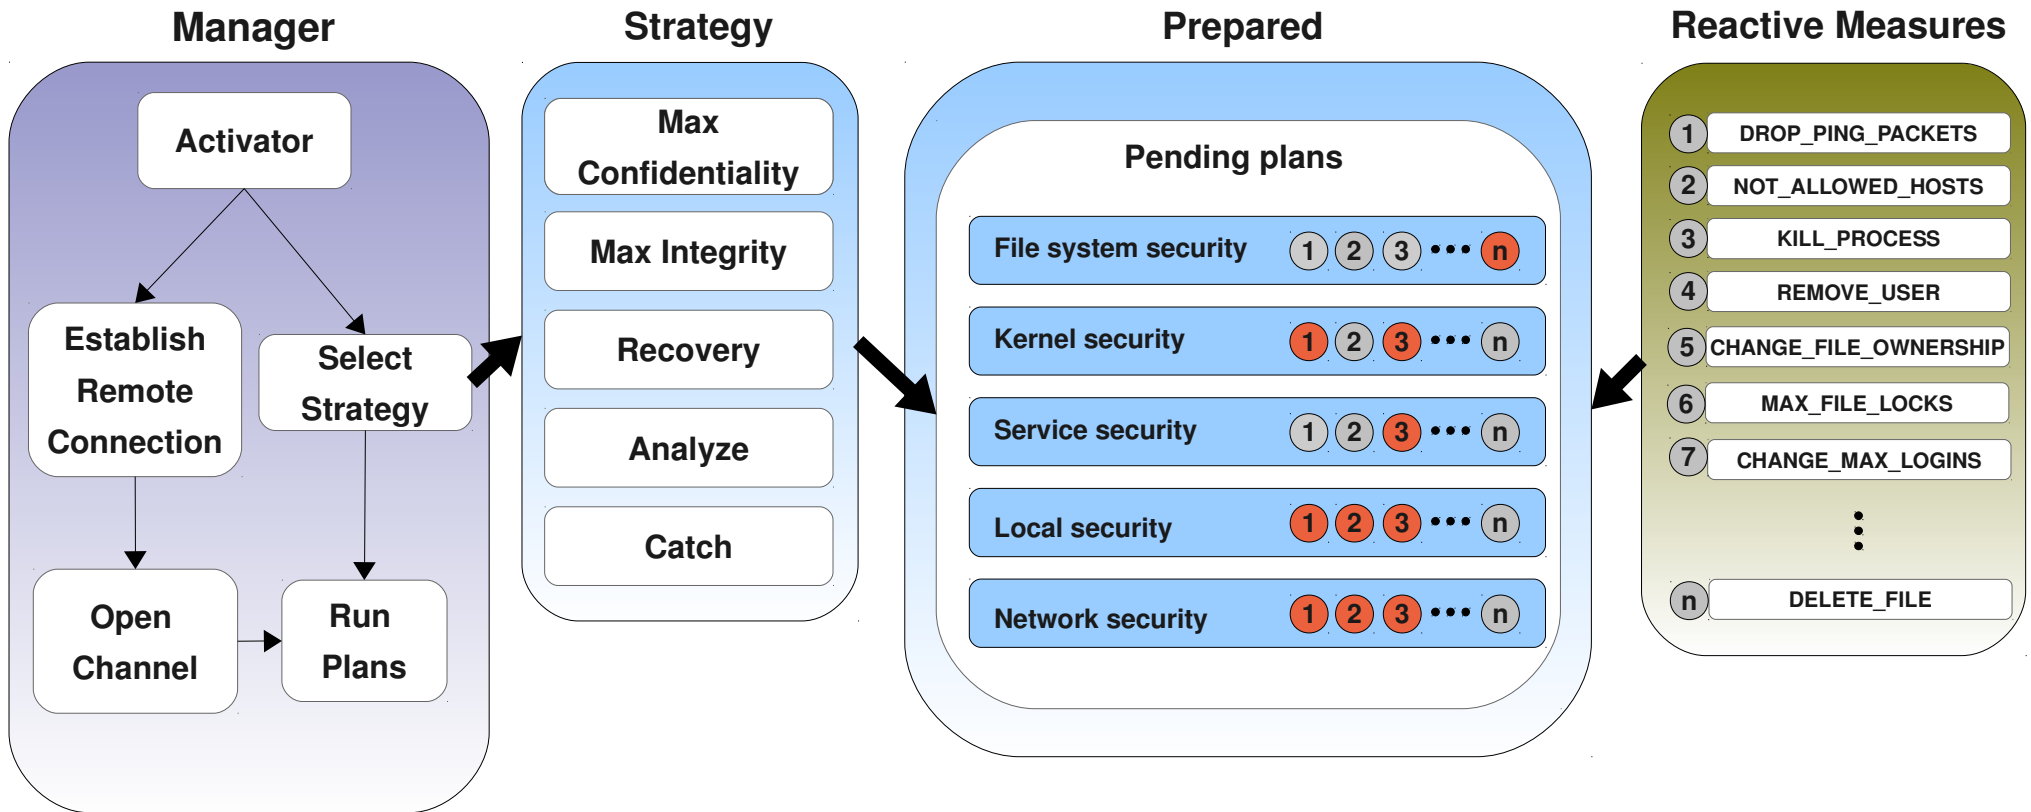 Manager
Strategy
Prepared
Reactive Measures
Activator
Establish
Remote
Connection
Select
Strategy
Open
Channel
Run
Plans
Max
Confidentiality
Max Integrity
Recovery
Analyze
Catch
Pending plans
File system security 1 2 3 ••• n
Kernel security 1 2 3 ••• n
Service security 1 2 3 ••• n
Local security 1 2 3 ••• n
Network security 1 2 3 ••• n
1 DROP_PING_PACKETS
2 NOT_ALLOWED_HOSTS
3 KILL_PROCESS
4 REMOVE_USER
5 CHANGE_FILE_OWNERSHIP
6 MAX_FILE_LOCKS
7 CHANGE_MAX_LOGINS
n DELETE_FILE